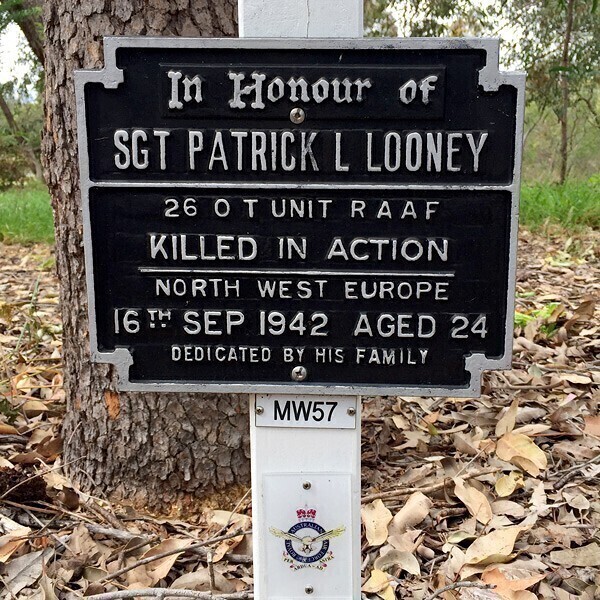 In Honour of
SGT PATRICK L LOONEY
26 O T UNIT RAAF
KILLED IN ACTION
NORTH WEST EUROPE
16TH SEP 1942 AGED 24
DEDICATED BY HIS FAMILY
MW57